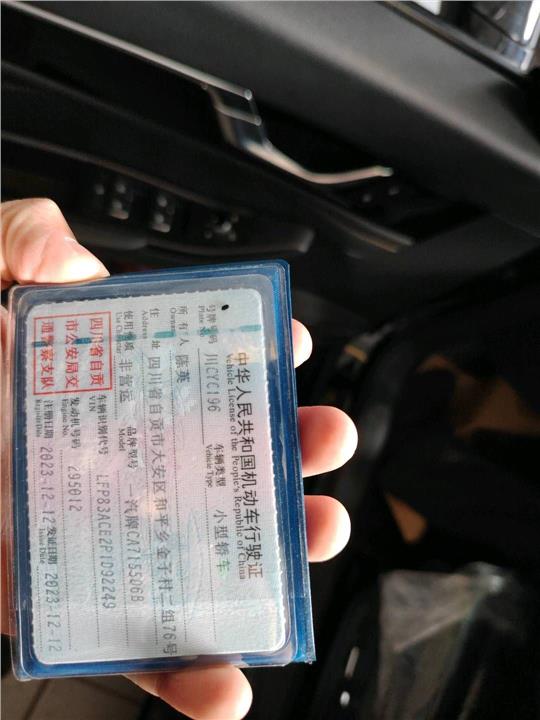 中华人民共和国机动车行驶证
Vehicle License of the People's Republic of China
号牌号码 川CYC196 车辆类型 小型轿车
Plate No. Vehicle Type
所有人 陈英
Owner
住址 四川省自贡市大安区和平乡金子村二组76号
Address
使用性质 非营运 品牌型号 一汽牌CA7155D6B
Use Character Model
四川省自贡
市公安局交
通警察支队
车辆识别代号 LFP83ACE2P1D92249
VIN
发动机号码 295012
Engine No.
注册日期 2023-12-12 发证日期 2023-12-12
Register Date Issue Date